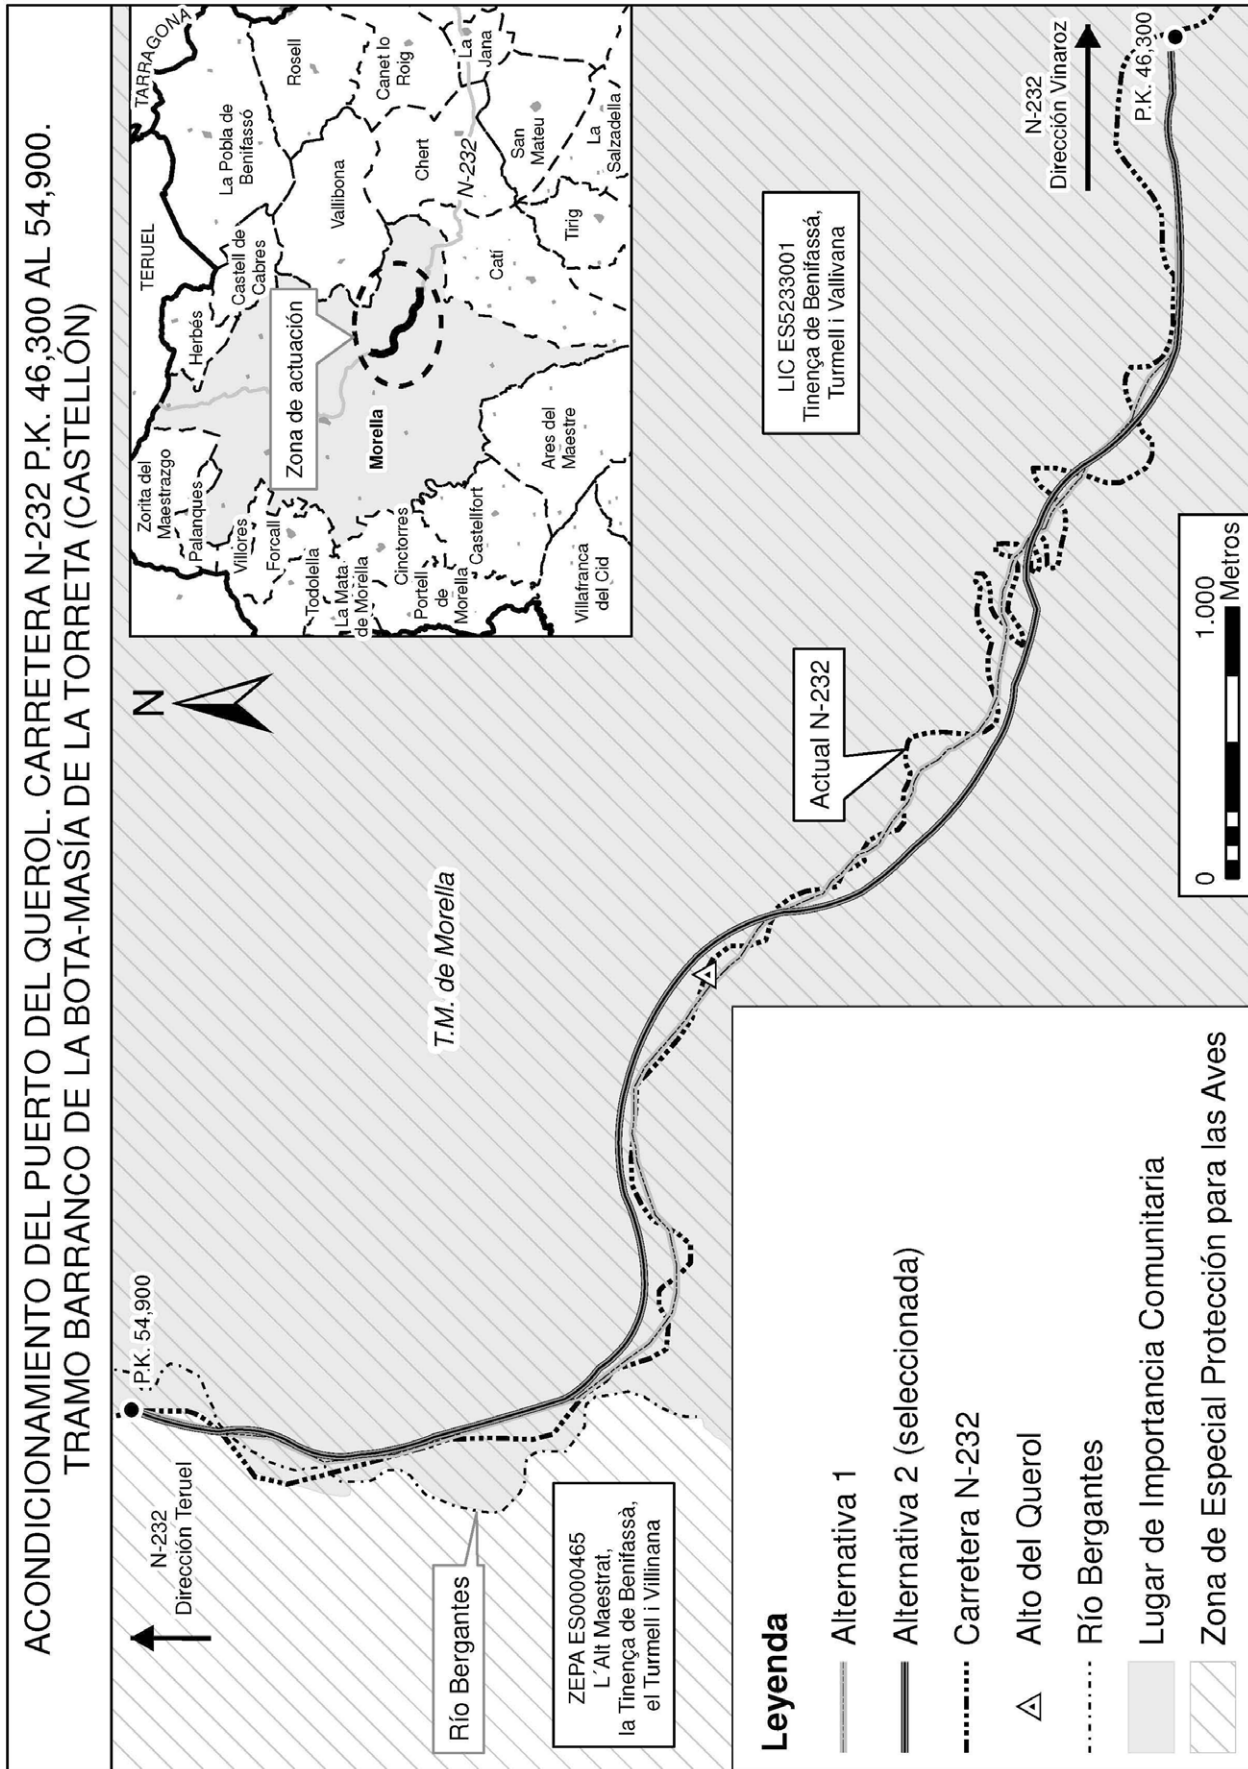 ACONDICIONAMIENTO DEL PUERTO DEL QUEROL. CARRETERA N-232 P.K. 46,300 AL 54,900.
TRAMO BARRANCO DE LA BOTA-MASÍA DE LA TORRETA (CASTELLÓN)
N-232
Dirección Teruel
P.K. 54,900
N
Zorita del
Maestrazgo
Herbés
TERUEL
TARRAGONA
Palanques
Castell de
Cabres
La Pobla de
Benifassó
Rosell
Villores
Forcall
Zona de actuación
Vallibona
Canet lo
Roig
Todolella
La Mata
de Morella
Morella
Chert
La
Jana
Cinctorres
N-232
Portell
de
Morella
Castellfort
Ares del
Maestre
Catí
San
Mateu
Villafranca
del Cid
Tirig
La
Salzadella
Río Bergantes
T.M. de Morella
ZEPA ES0000465
L´Alt Maestrat,
la Tinença de Benifassà,
el Turmell i Villinana
Actual N-232
LIC ES5233001
Tinença de Benifassá,
Turmell i Vallivana
N-232
Dirección Vinaroz
P.K. 46,300
Leyenda
Alternativa 1
Alternativa 2 (seleccionada)
Carretera N-232
Alto del Querol
Río Bergantes
Lugar de Importancia Comunitaria
Zona de Especial Protección para las Aves
0
1.000
Metros